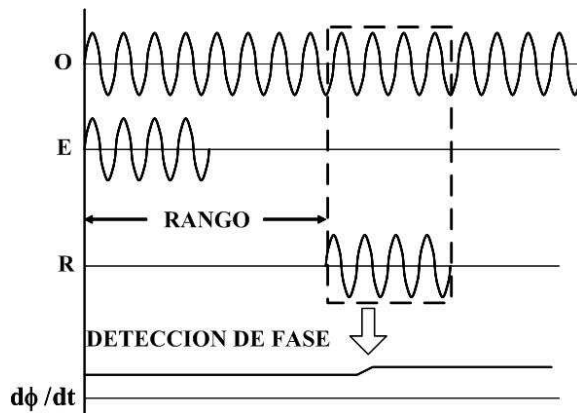 O
E
RANGO
R
DETECCION DE FASE
dϕ /dt